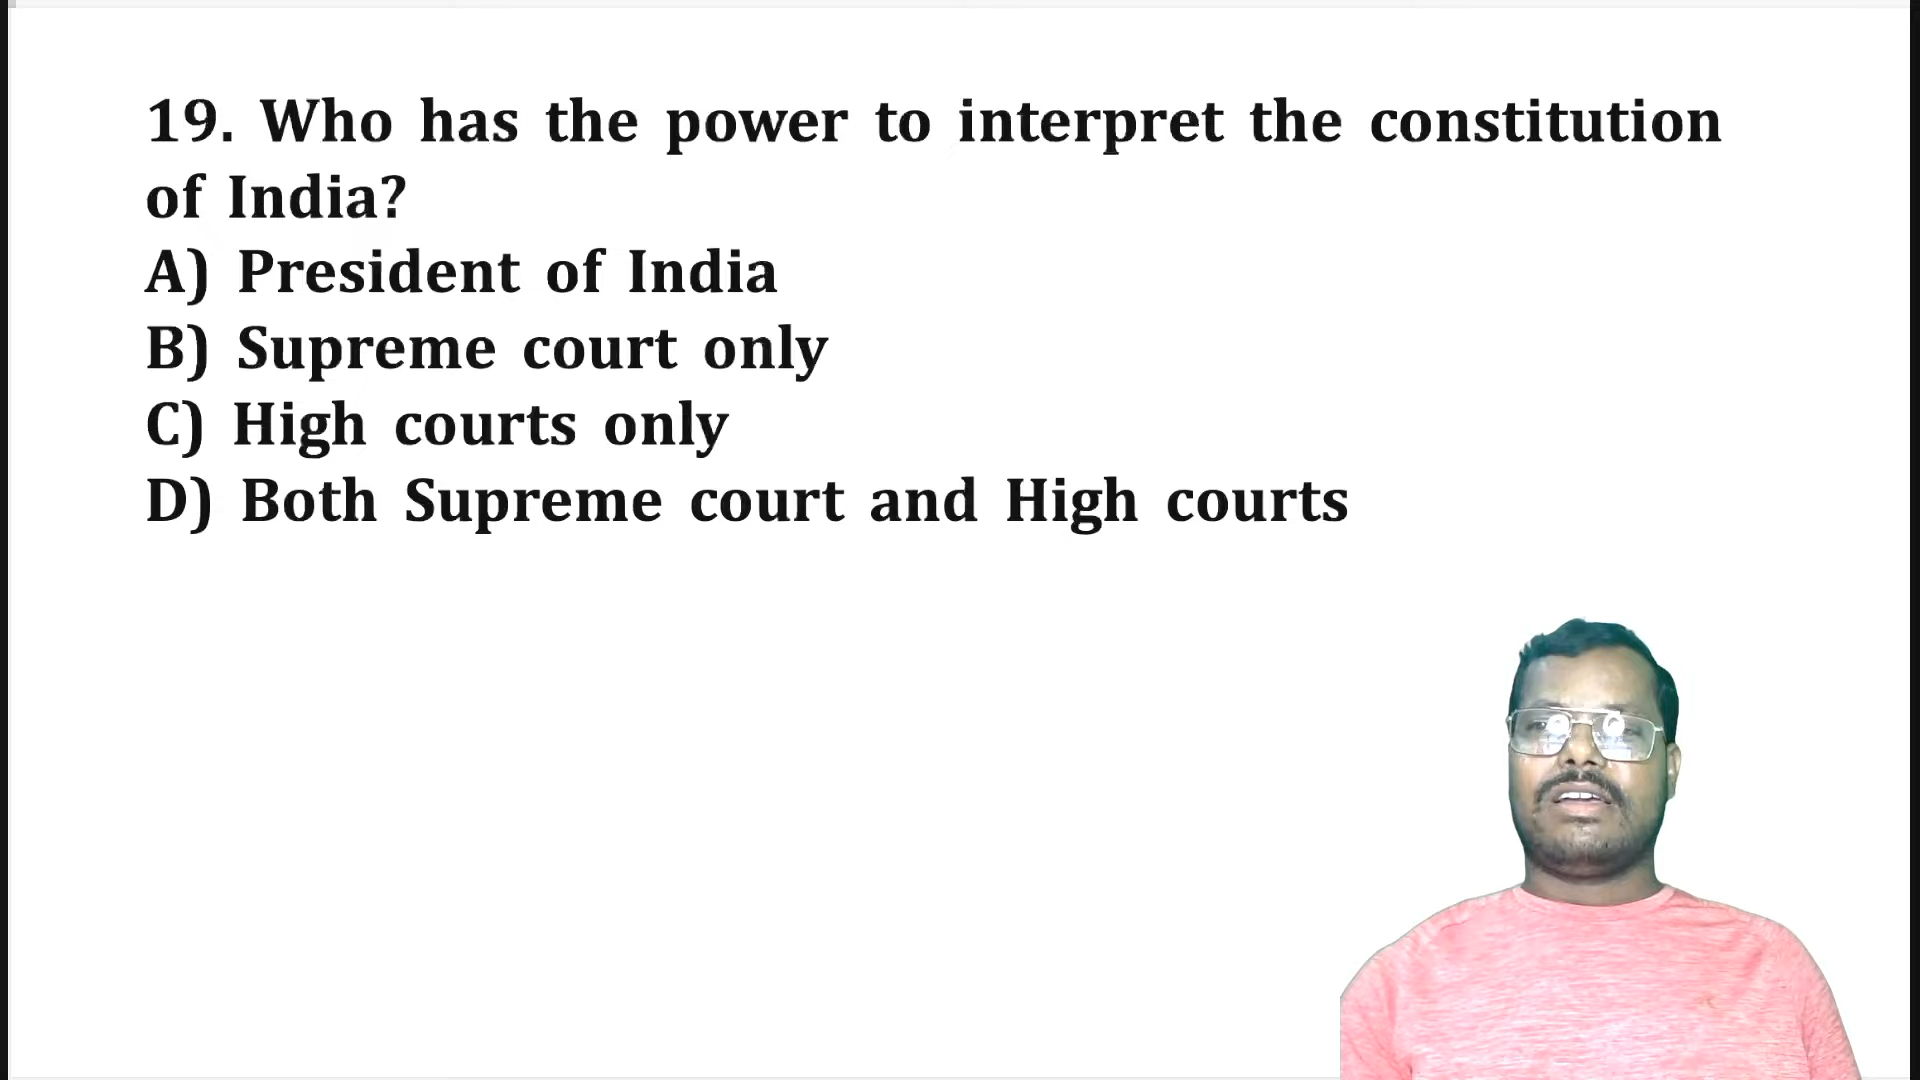 19. Who has the power to interpret the constitution
of India?
A) President of India
B) Supreme court only
C) High courts only
D) Both Supreme court and High courts